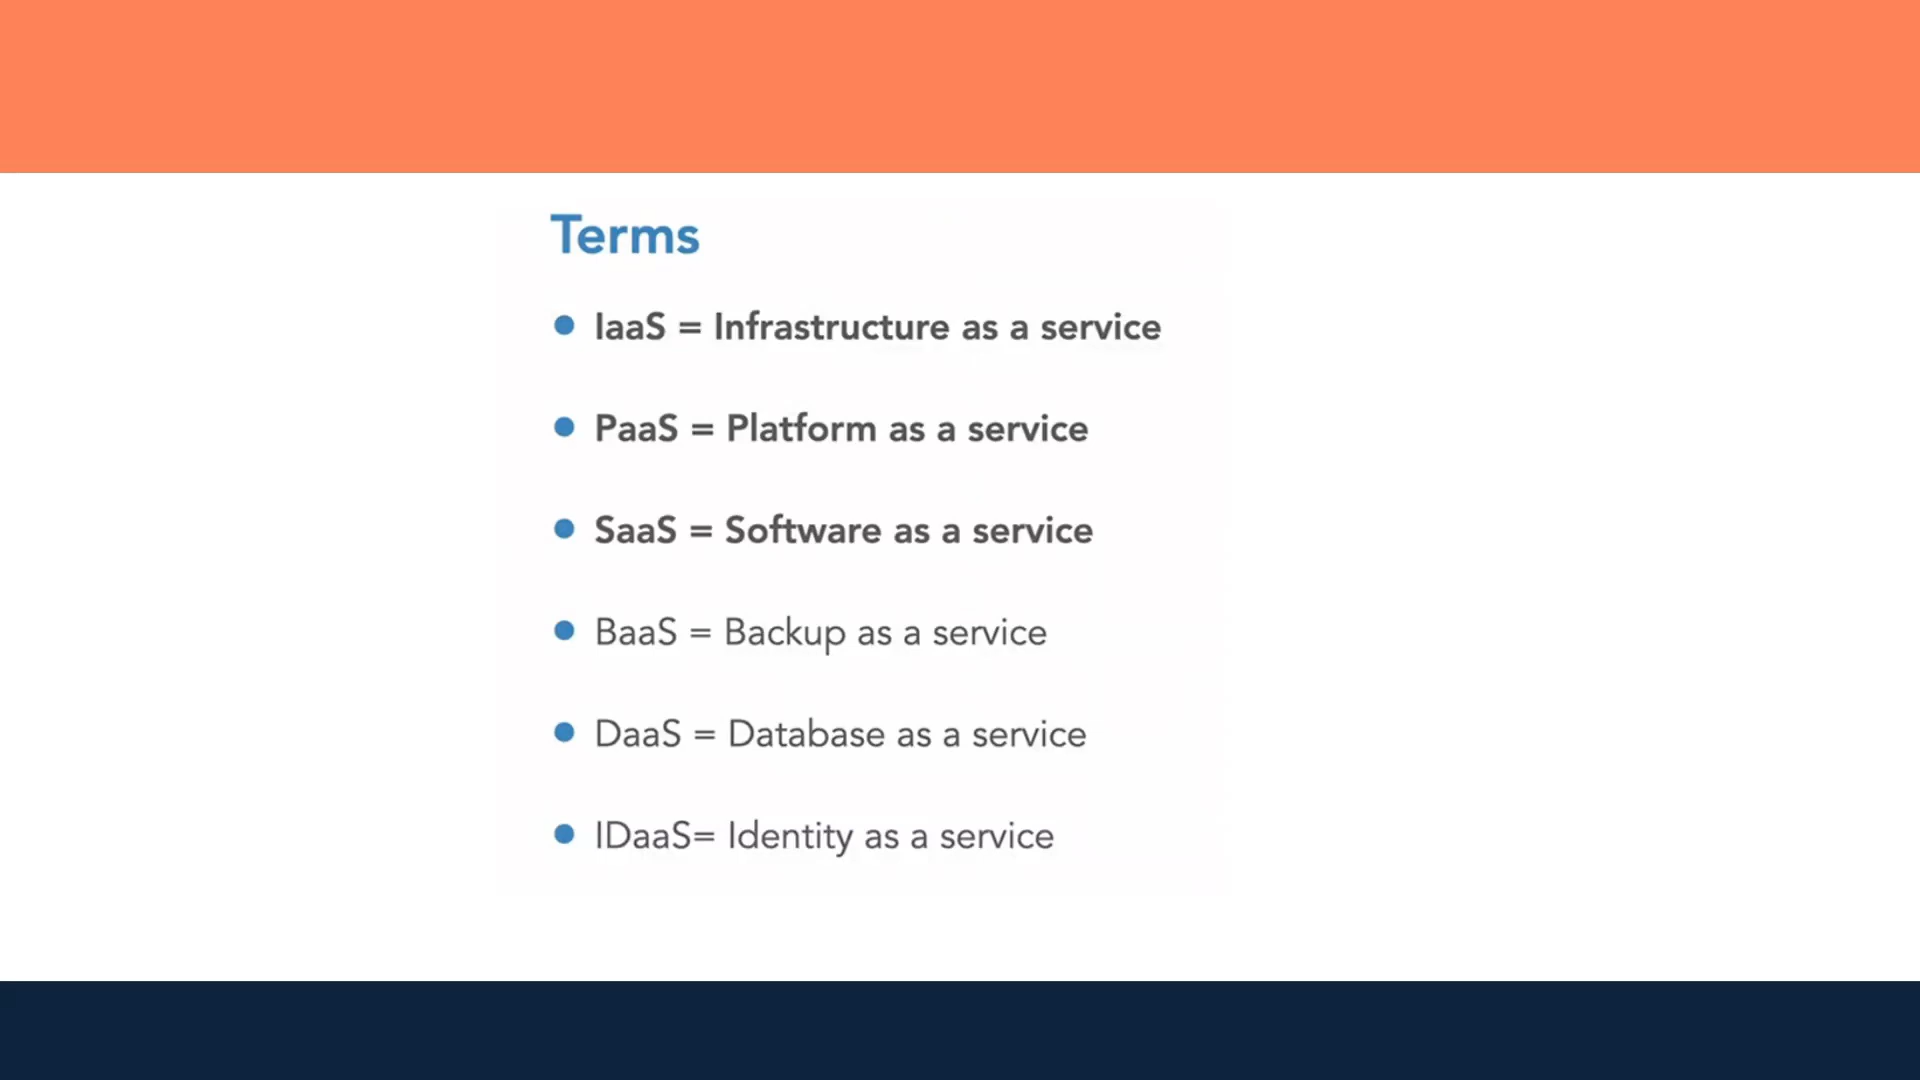 Terms
IaaS = Infrastructure as a service
PaaS = Platform as a service
SaaS = Software as a service
BaaS = Backup as a service
DaaS = Database as a service
IDaaS= Identity as a service